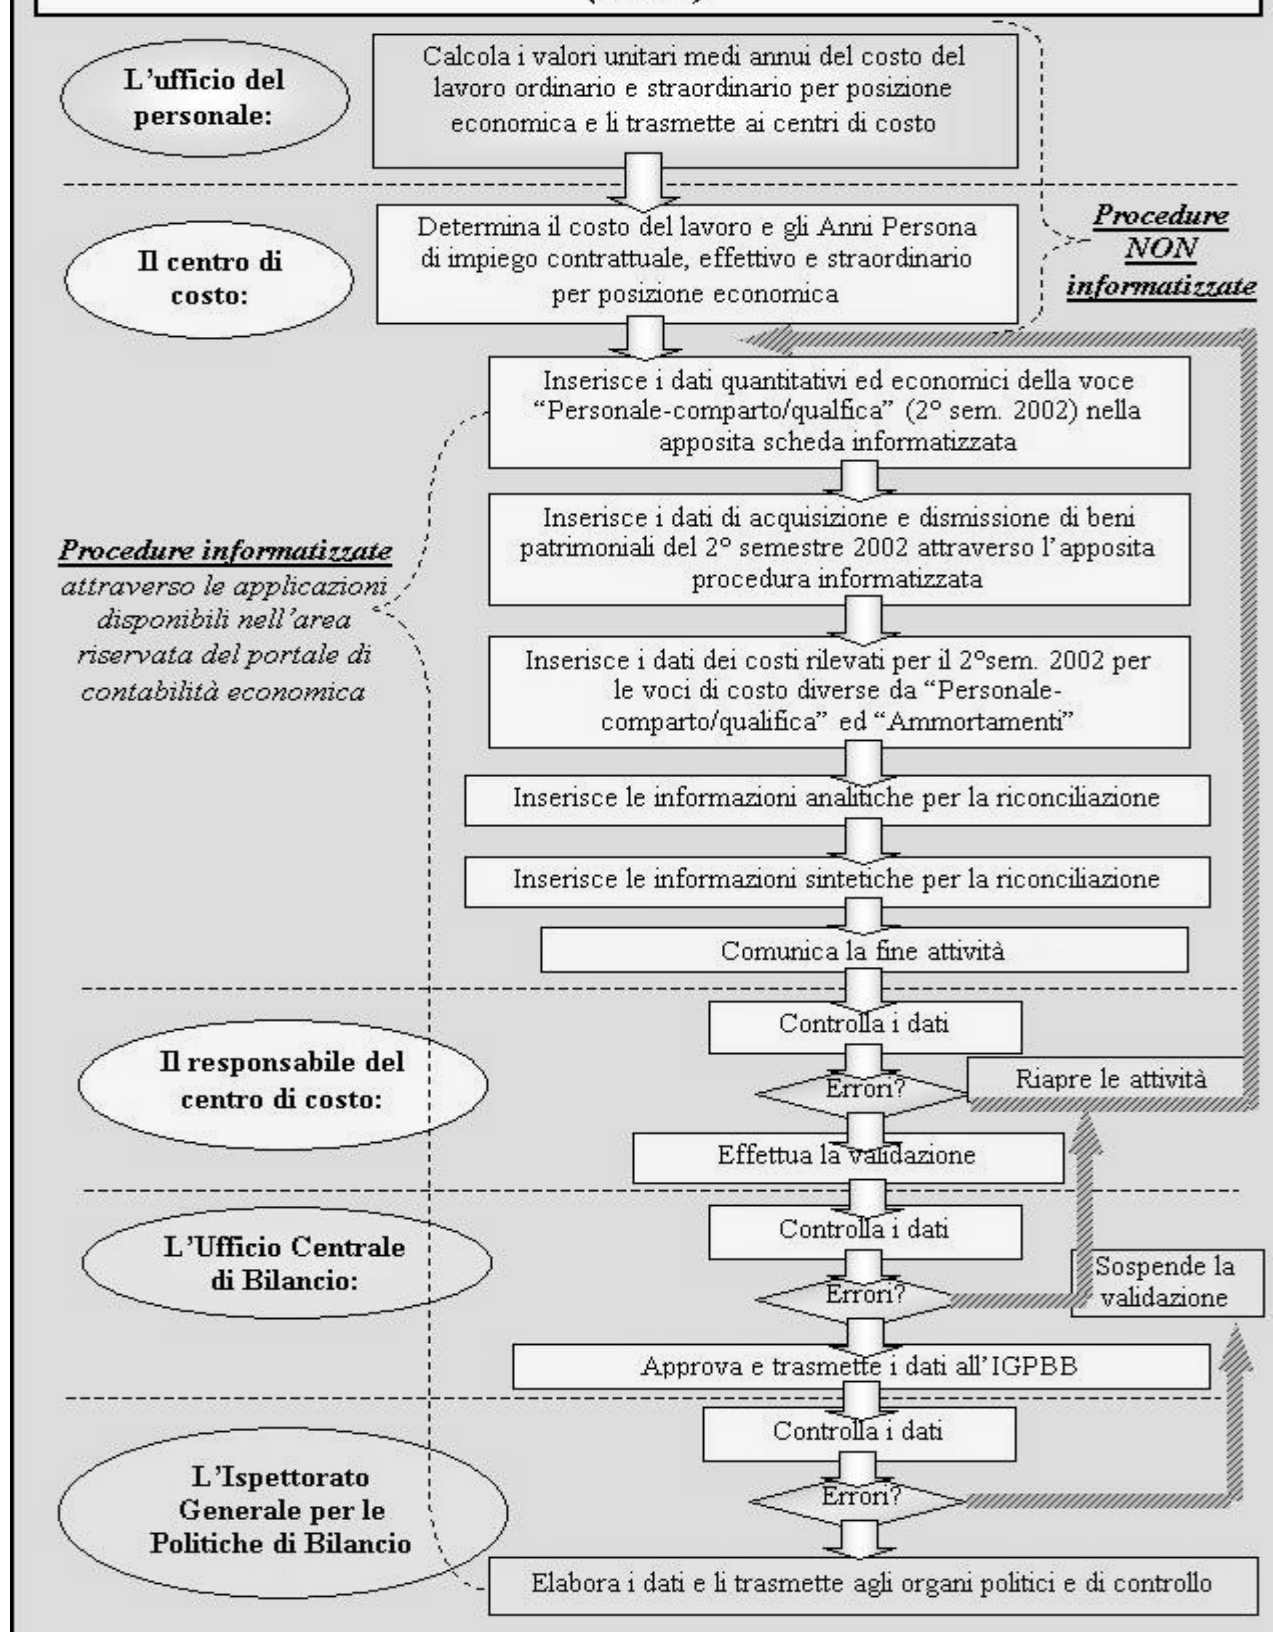 L'ufficio del
personale:
Calcola i valori unitari medi annui del costo del
lavoro ordinario e straordinario per posizione
economica e li trasmette ai centri di costo
Il centro di
costo:
Determina il costo del lavoro e gli Anni Persona
di impiego contrattuale, effettivo e straordinario
per posizione economica
Procedure
NON
informatizzate
Inserisce i dati quantitativi ed economici della voce
“Personale-comparto/qualfica” (2° sem. 2002) nella
apposita scheda informatizzata
Inserisce i dati di acquisizione e dismissione di beni
patrimoniali del 2° semestre 2002 attraverso l'apposita
procedura informatizzata
Procedure informatizzate
attraverso le applicazioni
disponibili nell'area
riservata del portale di
contabilità economica
Inserisce i dati dei costi rilevati per il 2°sem. 2002 per
le voci di costo diverse da “Personale-
comparto/qualifica” ed “Ammortamenti”
Inserisce le informazioni analitiche per la riconciliazione
Inserisce le informazioni sintetiche per la riconciliazione
Comunica la fine attività
Il responsabile del
centro di costo:
Controlla i dati
Errori?
Riapre le attività
Effettua la validazione
L'Ufficio Centrale
di Bilancio:
Controlla i dati
Errori?
Sospende la
validazione
Approva e trasmette i dati all'IGPBB
L'Ispettorato
Generale per le
Politiche di Bilancio
Controlla i dati
Errori?
Elabora i dati e li trasmette agli organi politici e di controllo